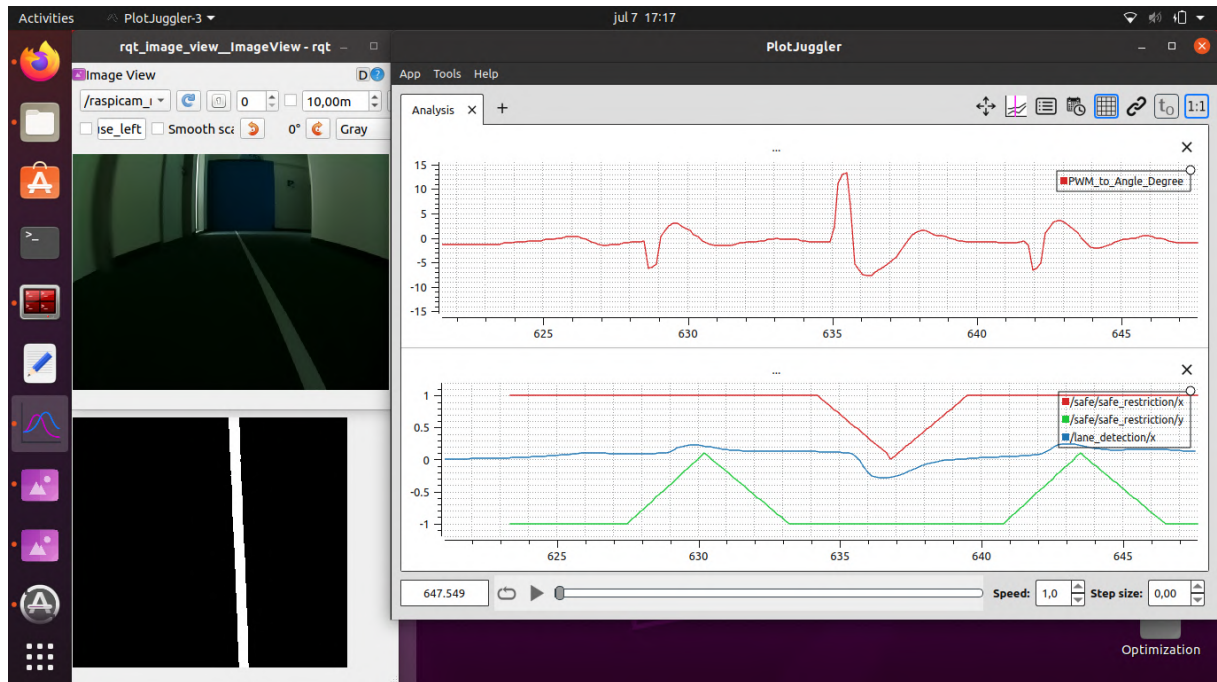 Activities PlotJuggler-3 jul 7 17:17
rqt_image_view__ImageView - rqt
Image View D
/raspicam_ 0 10,00m
se_left Smooth sca 0° Gray
>_
PlotJuggler
App Tools Help
Analysis + t0 1:1
...
15
10
5
0
-5
-10
-15
PWM_to_Angle_Degree
625 630 635 640 645
...
1
0.5
0
-0.5
-1
/safe/safe_restriction/x
/safe/safe_restriction/y
/lane_detection/x
625 630 635 640 645
647.549 Speed: 1,0 Step size: 0,00
Optimization